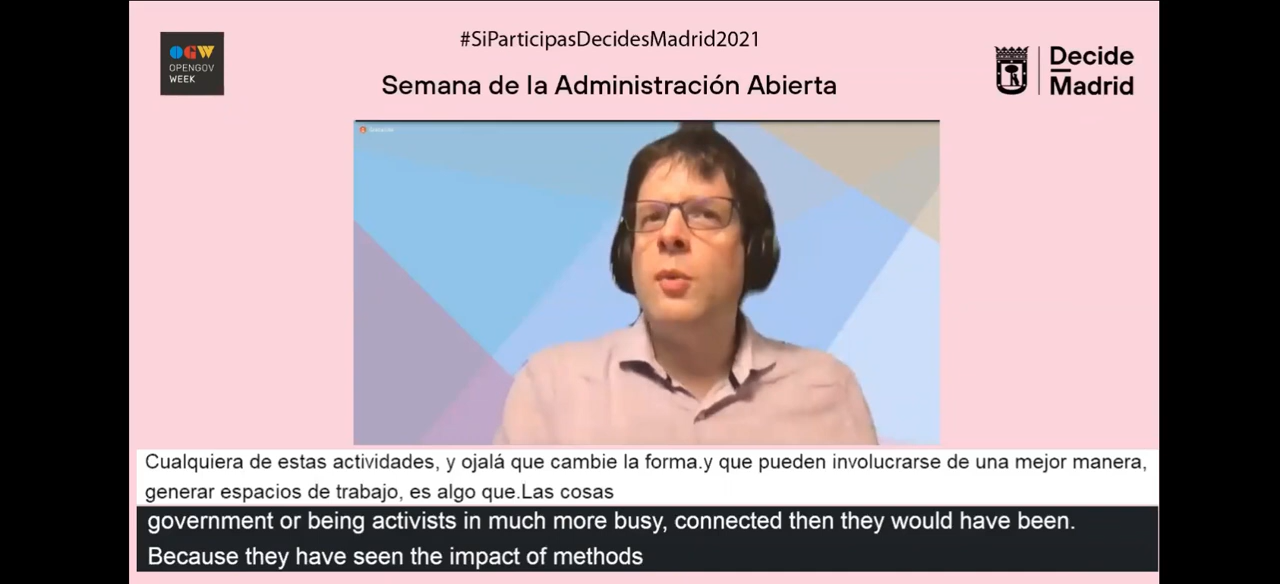 #SiParticipasDecidesMadrid2021
OGW
OPENGOV
WEEK
Semana de la Administración Abierta
Decide
Madrid
Cualquiera de estas actividades, y ojalá que cambie la forma.y que pueden involucrarse de una mejor manera,
generar espacios de trabajo, es algo que.Las cosas
government or being activists in much more busy, connected then they would have been.
Because they have seen the impact of methods